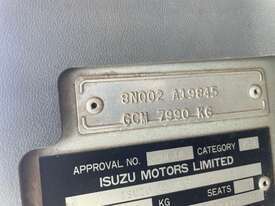 8N002 A19845
GCM 7990 KG
APPROVAL NO. CATEGORY
ISUZU MOTORS LIMITED
KG SEATS